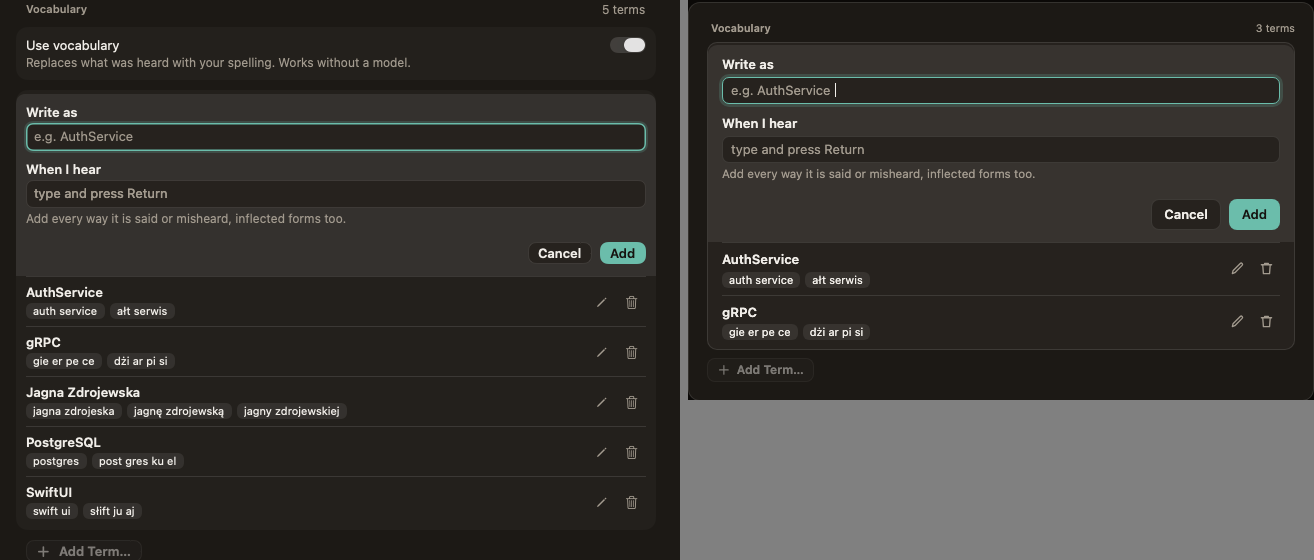 Vocabulary
5 terms
Use vocabulary
Replaces what was heard with your spelling. Works without a model.
Write as
e.g. AuthService
When I hear
type and press Return
Add every way it is said or misheard, inflected forms too.
Cancel
Add
AuthService
auth service
ałt serwis
gRPC
gie er pe ce
dżi ar pi si
Jagna Zdrojewska
jagna zdrojeska
jagnę zdrojewską
jagny zdrojewskiej
PostgreSQL
postgres
post gres ku el
SwiftUI
swift ui
słift ju aj
+ Add Term...
Vocabulary
3 terms
Write as
e.g. AuthService
When I hear
type and press Return
Add every way it is said or misheard, inflected forms too.
Cancel
Add
AuthService
auth service
ałt serwis
gRPC
gie er pe ce
dżi ar pi si
+ Add Term...